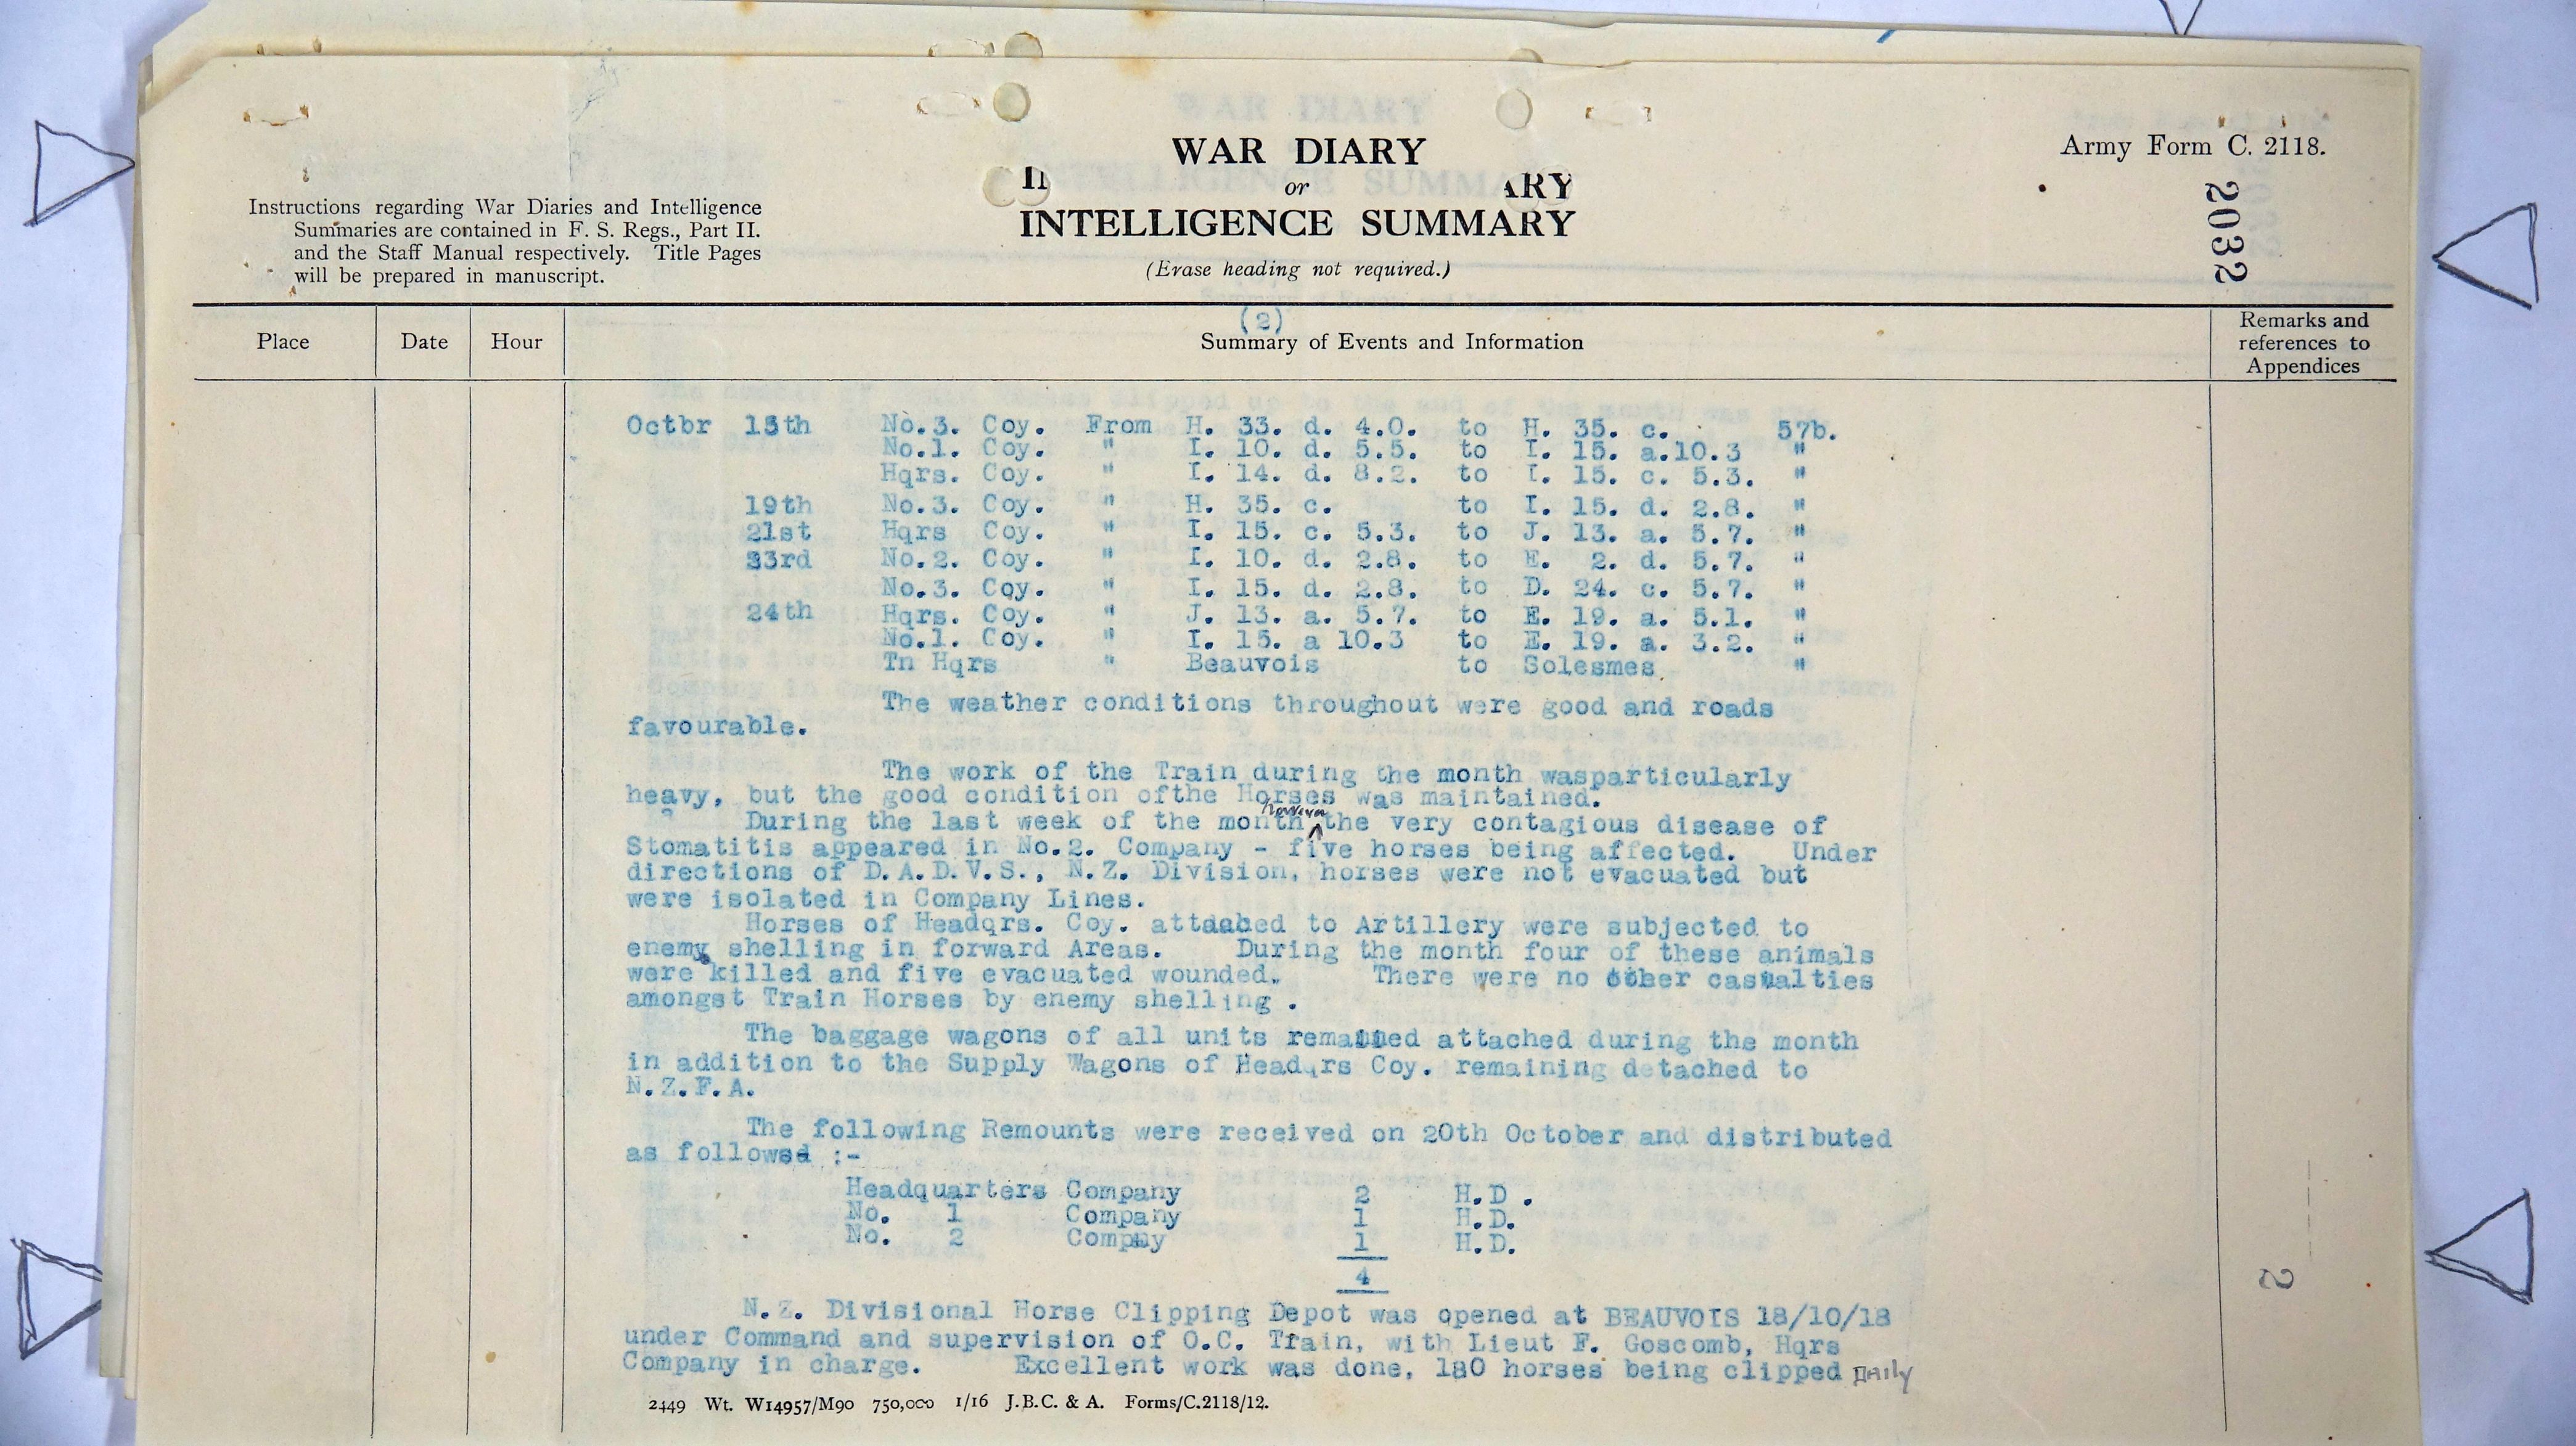 WAR DIARY
or
INTELLIGENCE SUMMARY
(Erase heading not required.)
Army Form C. 2118.
2032
Instructions regarding War Diaries and Intelligence
Summaries are contained in F. S. Regs., Part II.
and the Staff Manual respectively. Title Pages
will be prepared in manuscript.
(2)
Place Date Hour Summary of Events and Information Remarks and references to Appendices
Octbr 15th No.3. Coy. From H. 33. d. 4.0. to H. 35. c. 57b.
No.1. Coy. " I. 10. d. 5.5. to I. 15. a.10.3 "
Hqrs. Coy. " I. 14. d. 8.2. to I. 15. c. 5.3. "
19th No.3. Coy. " H. 35. c. to I. 15. d. 2.8. "
21st Hqrs Coy. " I. 15. c. 5.3. to J. 13. a. 5.7. "
23rd No.2. Coy. " I. 10. d. 2.8. to E. 2. d. 5.7. "
No.3. Coy. " I. 15. d. 2.8. to D. 24. c. 5.7. "
24th Hqrs. Coy. " J. 13. a. 5.7. to E. 19. a. 5.1. "
No.1. Coy. " I. 15. a 10.3 to E. 19. a. 3.2. "
Tn Hqrs " Beauvois to Solesmes "
The weather conditions throughout were good and roads
favourable.
The work of the Train during the month wasparticularly
heavy, but the good condition ofthe Horses was maintained.
During the last week of the month however the very contagious disease of
Stomatitis appeared in No.2. Company - five horses being affected. Under
directions of D.A.D.V.S., N.Z. Division, horses were not evacuated but
were isolated in Company Lines.
Horses of Headqrs. Coy. attached to Artillery were subjected to
enemy shelling in forward Areas. During the month four of these animals
were killed and five evacuated wounded. There were no other casualties
amongst Train Horses by enemy shelling .
The baggage wagons of all units remained attached during the month
in addition to the Supply Wagons of Headqrs Coy. remaining detached to
N.Z.F.A.
The following Remounts were received on 20th October and distributed
as followsd :-
Headquarters Company 2 H.D .
No. 1 Company 1 H.D.
No. 2 Company 1 H.D.
4
N.Z. Divisional Horse Clipping Depot was opened at BEAUVOIS 18/10/18
under Command and supervision of O.C. Train, with Lieut F. Goscomb, Hqrs
Company in charge. Excellent work was done, 180 horses being clipped DAily
2
2449 Wt. W14957/M90 750,000 1/16 J.B.C. & A. Forms/C.2118/12.